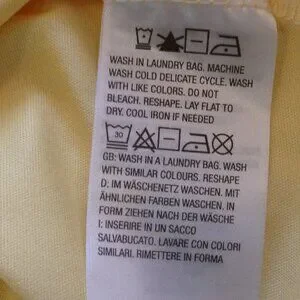 WASH IN LAUNDRY BAG. MACHINE
WASH COLD DELICATE CYCLE. WASH
WITH LIKE COLORS. DO NOT
BLEACH. RESHAPE. LAY FLAT TO
DRY. COOL IRON IF NEEDED
30
GB: WASH IN A LAUNDRY BAG. WASH
WITH SIMILAR COLOURS. RESHAPE
D: IM WÄSCHENETZ WASCHEN. MIT
ÄHNLICHEN FARBEN WASCHEN. IN
FORM ZIEHEN NACH DER WÄSCHE
I: INSERIRE IN UN SACCO
SALVABUCATO. LAVARE CON COLORI
SIMILARI. RIMETTERE IN FORMA